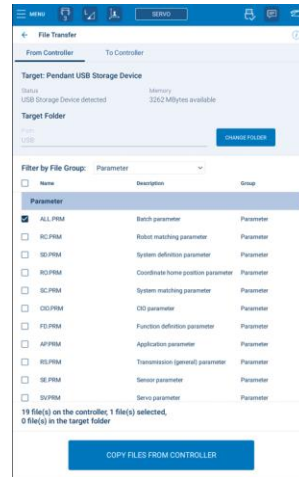 MENU
SERVO
File Transfer
From Controller To Controller
Target: Pendant USB Storage Device
Status Memory
USB Storage Device detected 3262 MBytes available
Target Folder
USB
CHANGE FOLDER
Filter by File Group: Parameter
Name Description Group
Parameter
ALL.PRM Batch parameter Parameter
RC.PRM Robot matching parameter Parameter
SD.PRM System definition parameter Parameter
RO.PRM Coordinate home position parameter Parameter
SC.PRM System matching parameter Parameter
CIO.PRM CIO parameter Parameter
FD.PRM Function definition parameter Parameter
AP.PRM Application parameter Parameter
RS.PRM Transmission (general) parameter Parameter
SE.PRM Sensor parameter Parameter
SV.PRM Servo parameter Parameter
19 file(s) on the controller, 1 file(s) selected,
0 file(s) in the target folder
COPY FILES FROM CONTROLLER